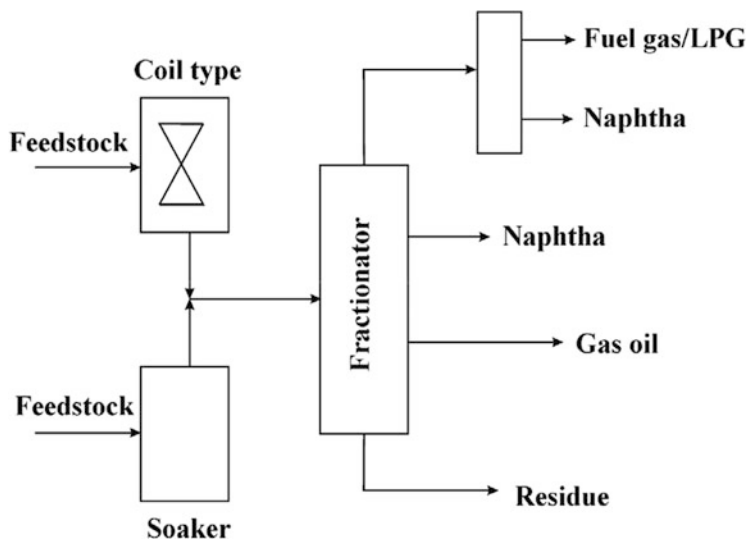 Fuel gas/LPG
Coil type
Naphtha
Feedstock
Fractionator
Naphtha
Gas oil
Feedstock
Residue
Soaker